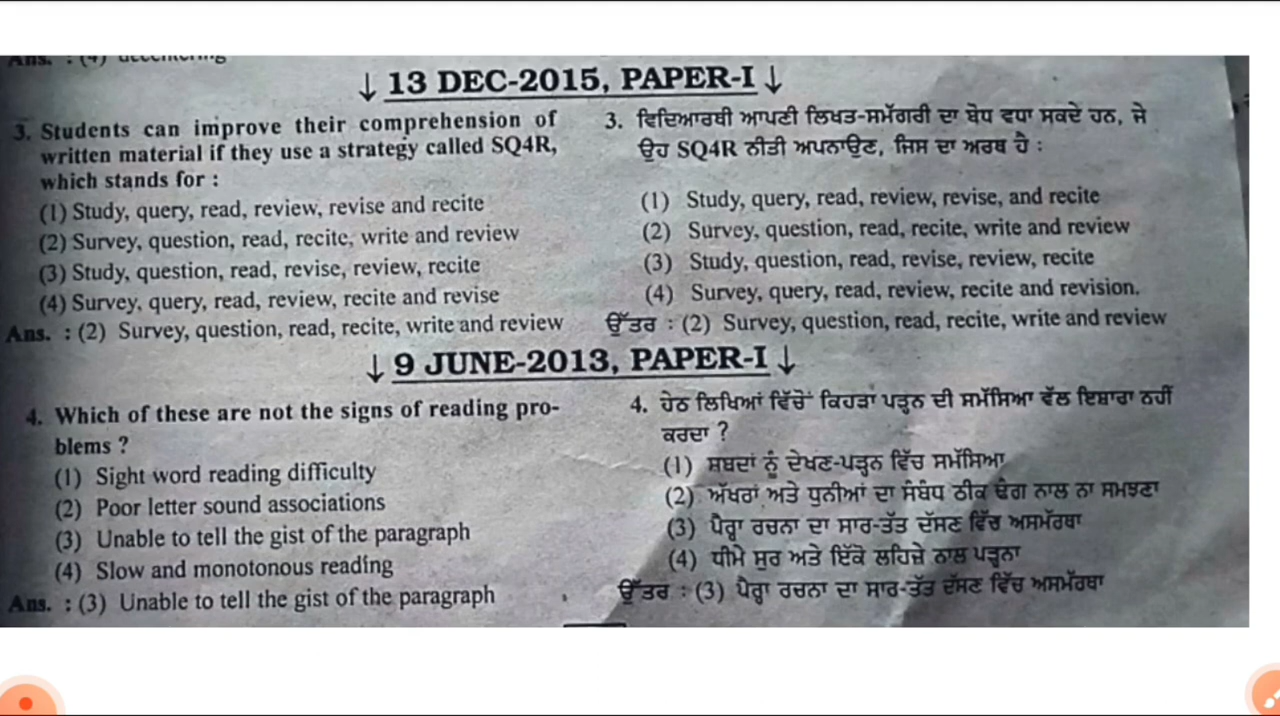 Ans. : (4) decentering
↓ 13 DEC-2015, PAPER-I ↓
3. Students can improve their comprehension of
written material if they use a strategy called SQ4R,
which stands for :
(1) Study, query, read, review, revise and recite
(2) Survey, question, read, recite, write and review
(3) Study, question, read, revise, review, recite
(4) Survey, query, read, review, recite and revise
Ans. : (2) Survey, question, read, recite, write and review
3. ਵਿਦਿਆਰਥੀ ਆਪਣੀ ਲਿਖਤ-ਸਮੱਗਰੀ ਦਾ ਬੋਧ ਵਧਾ ਸਕਦੇ ਹਨ, ਜੇ
ਉਹ SQ4R ਨੀਤੀ ਅਪਨਾਉਣ, ਜਿਸ ਦਾ ਅਰਥ ਹੈ :
(1) Study, query, read, review, revise, and recite
(2) Survey, question, read, recite, write and review
(3) Study, question, read, revise, review, recite
(4) Survey, query, read, review, recite and revision.
ਉੱਤਰ : (2) Survey, question, read, recite, write and review
↓ 9 JUNE-2013, PAPER-I ↓
4. Which of these are not the signs of reading pro-
blems ?
(1) Sight word reading difficulty
(2) Poor letter sound associations
(3) Unable to tell the gist of the paragraph
(4) Slow and monotonous reading
Ans. : (3) Unable to tell the gist of the paragraph
4. ਹੇਠ ਲਿਖਿਆਂ ਵਿੱਚੋਂ ਕਿਹੜਾਂ ਪੜ੍ਹਨ ਦੀ ਸਮੱਸਿਆ ਵੱਲ ਇਸ਼ਾਰਾ ਨਹੀਂ
ਕਰਦਾ ?
(1) ਸ਼ਬਦਾਂ ਨੂੰ ਦੇਖਣ-ਪੜ੍ਹਨ ਵਿੱਚ ਸਮੱਸਿਆ
(2) ਅੱਖਰਾਂ ਅਤੇ ਧੁਨੀਆਂ ਦਾ ਸੰਬੰਧ ਠੀਕ ਢੰਗ ਨਾਲ ਨਾ ਸਮਝਣਾ
(3) ਪੈਰ੍ਹਾ ਰਚਨਾ ਦਾ ਸਾਰ-ਤੱਤ ਦੱਸਣ ਵਿੱਚ ਅਸਮੱਰਥਾ
(4) ਧੀਮੇ ਸੁਰ ਅਤੇ ਇੱਕੋ ਲਹਿਜ਼ੇ ਨਾਲ ਪੜ੍ਹਨਾ
ਉੱਤਰ : (3) ਪੈਰ੍ਹਾ ਰਚਨਾ ਦਾ ਸਾਰ-ਤੱਤ ਦੱਸਣ ਵਿੱਚ ਅਸਮੱਰਥਾ